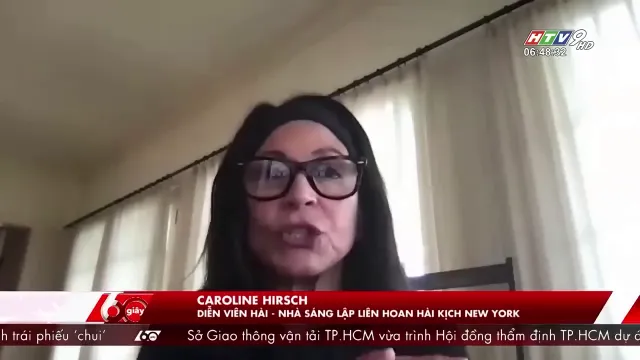 HTV9 HD
06:48:32
60 giây
CAROLINE HIRSCH
DIỄN VIÊN HÀI - NHÀ SÁNG LẬP LIÊN HOAN HÀI KỊCH NEW YORK
h trái phiếu ‘chui’ 60 Sở Giao thông vận tải TP.HCM vừa trình Hội đồng thẩm định TP.HCM dự